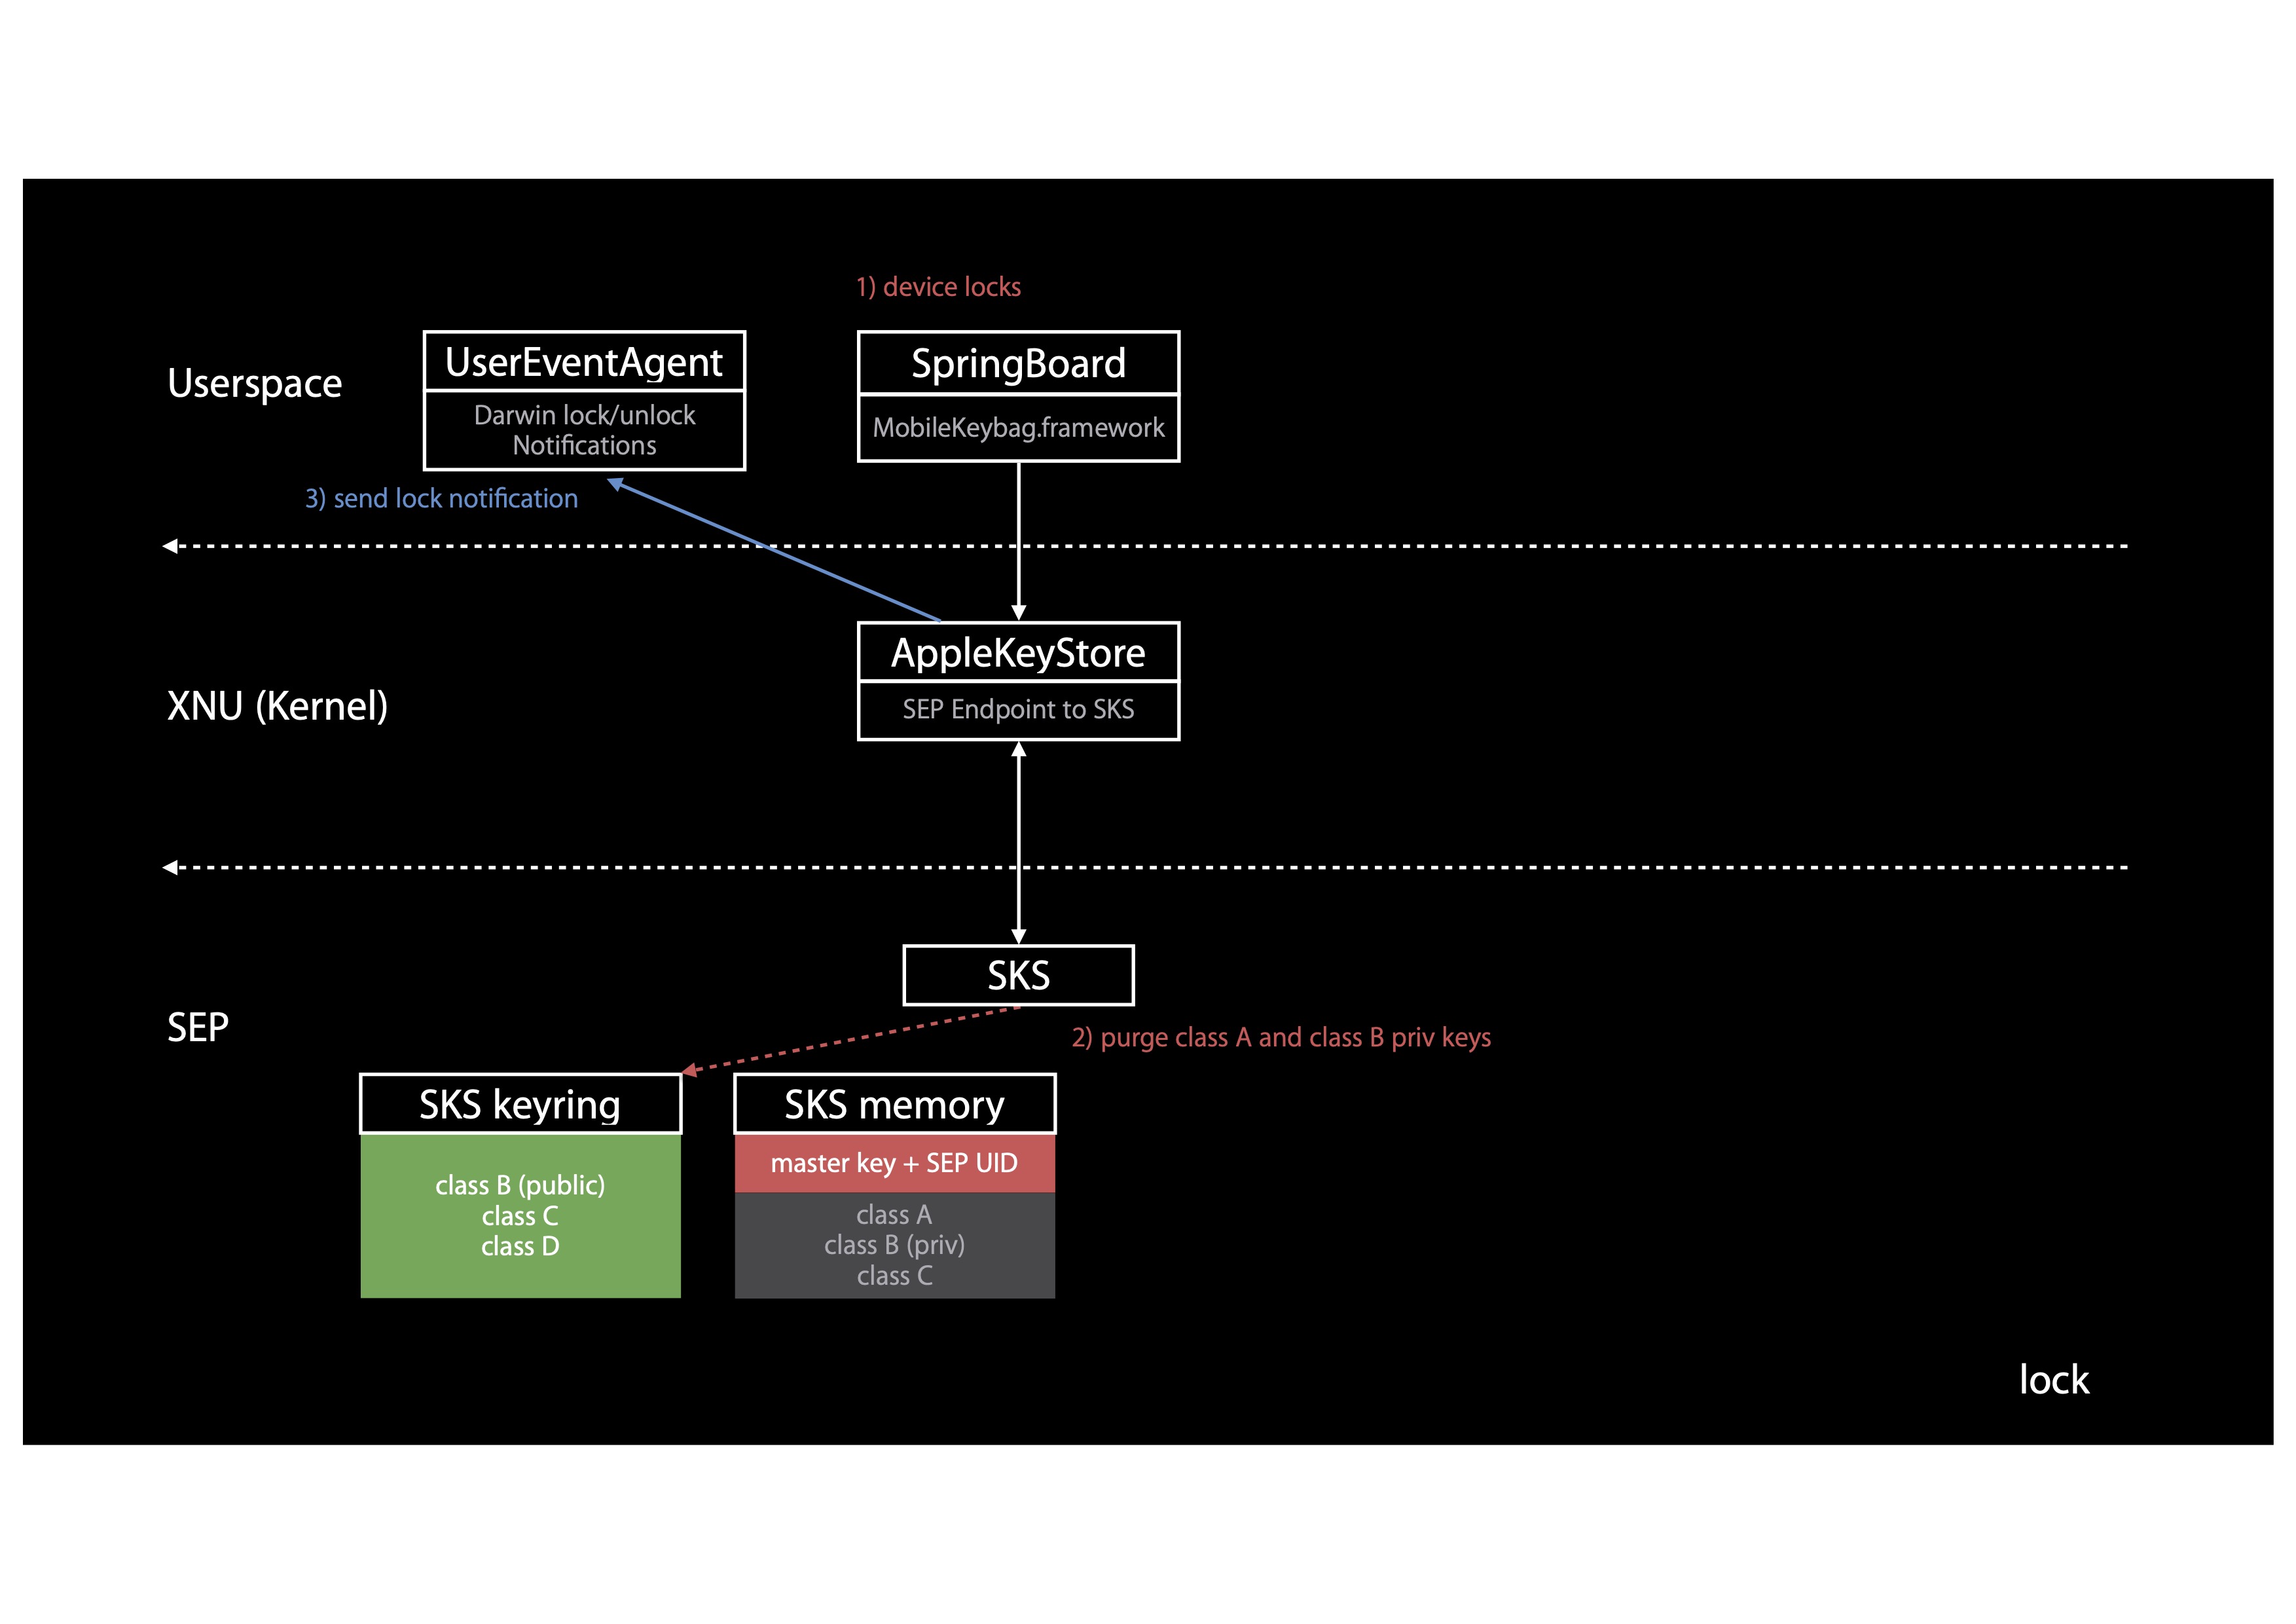 1) device locks
Userspace
UserEventAgent
Darwin lock/unlock
Notifications
SpringBoard
MobileKeybag.framework
3) send lock notification
XNU (Kernel)
AppleKeyStore
SEP Endpoint to SKS
SEP
SKS
2) purge class A and class B priv keys
SKS keyring
class B (public)
class C
class D
SKS memory
master key + SEP UID
class A
class B (priv)
class C
lock